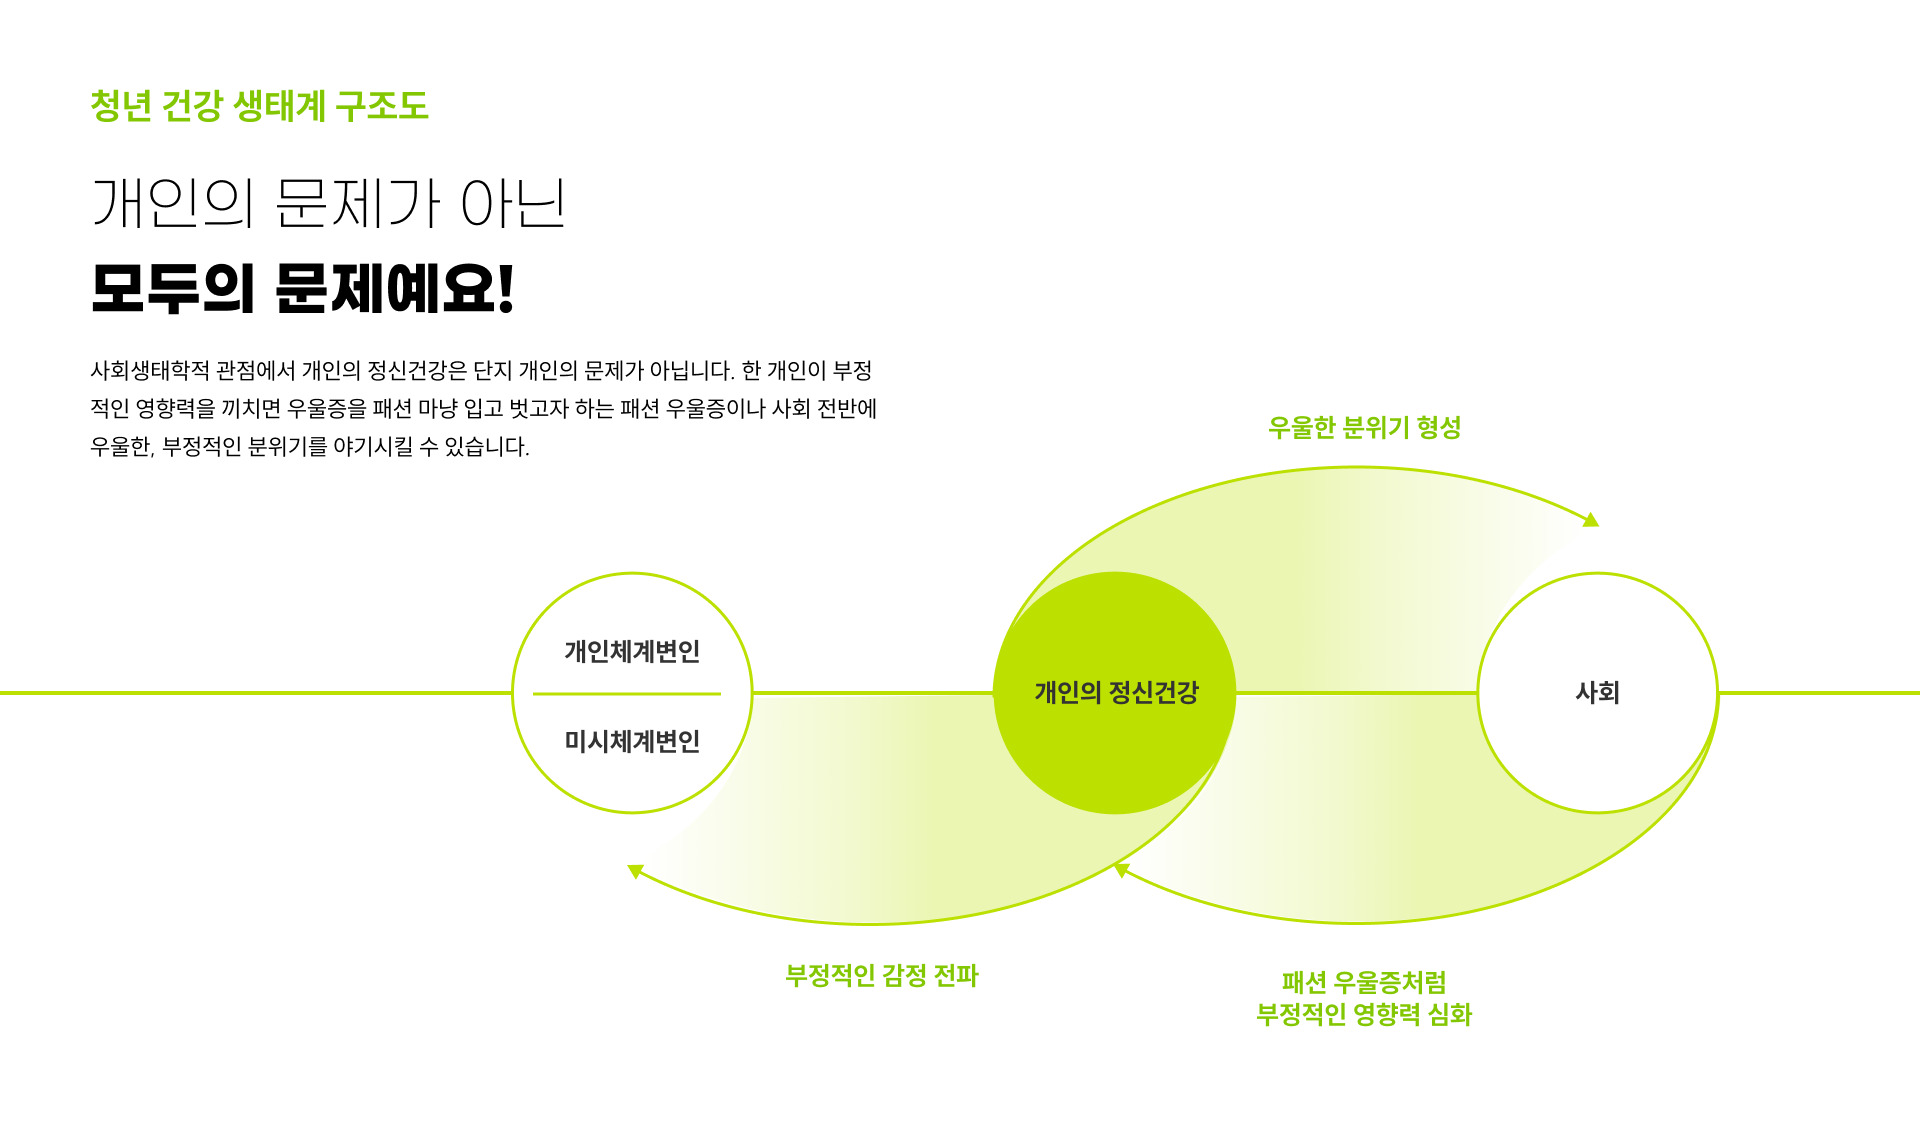 청년 건강 생태계 구조도
개인의 문제가 아닌
모두의 문제예요!
사회생태학적 관점에서 개인의 정신건강은 단지 개인의 문제가 아닙니다. 한 개인이 부정
적인 영향력을 끼치면 우울증을 패션 마냥 입고 벗고자 하는 패션 우울증이나 사회 전반에
우울한, 부정적인 분위기를 야기시킬 수 있습니다.
우울한 분위기 형성
개인체계변인
미시체계변인
개인의 정신건강
사회
부정적인 감정 전파
패션 우울증처럼
부정적인 영향력 심화